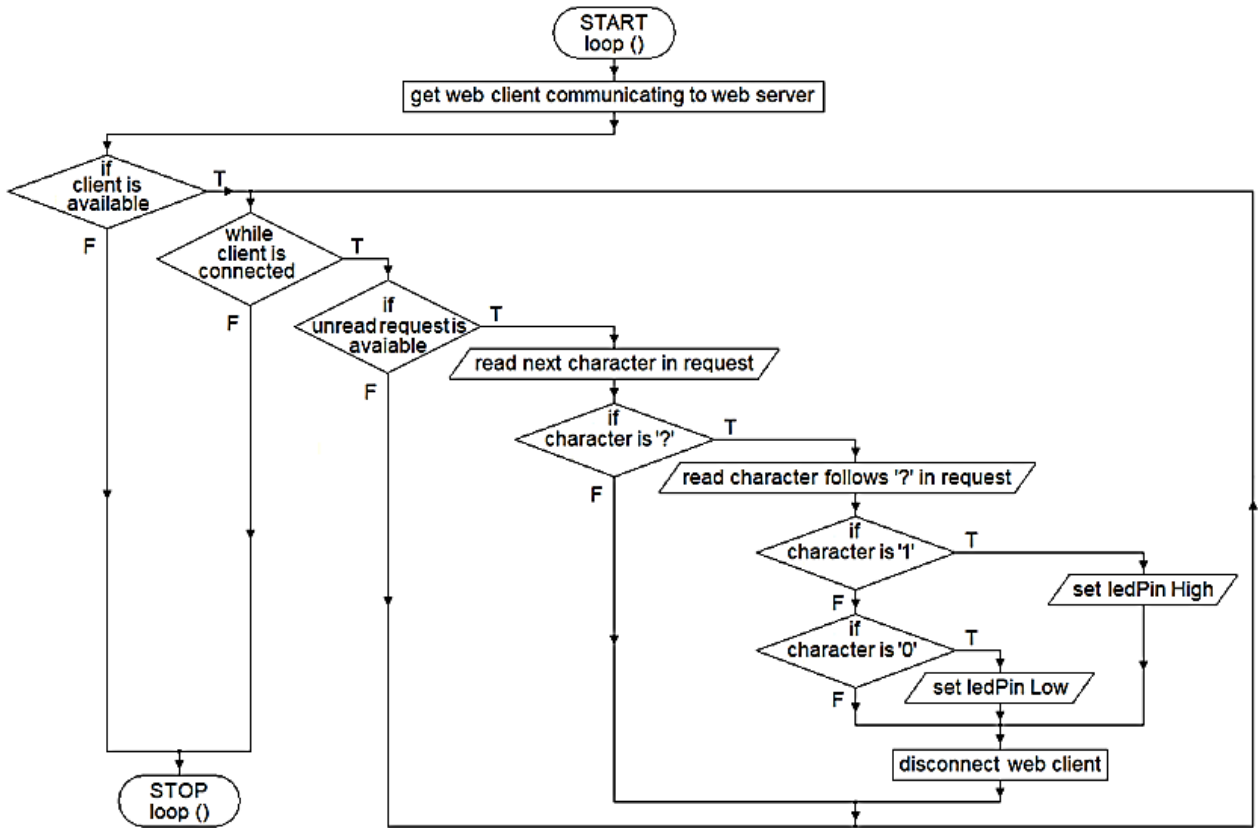 START
loop ()
get web client communicating to web server
if
client is
available
T
F
while
client is
connected
T
F
if
unread request is
avaiable
T
F
read next character in request
if
character is '?'
T
F
read character follows '?' in request
if
character is '1'
T
F
set ledPin High
if
character is '0'
T
F
set ledPin Low
disconnect web client
STOP
loop ()